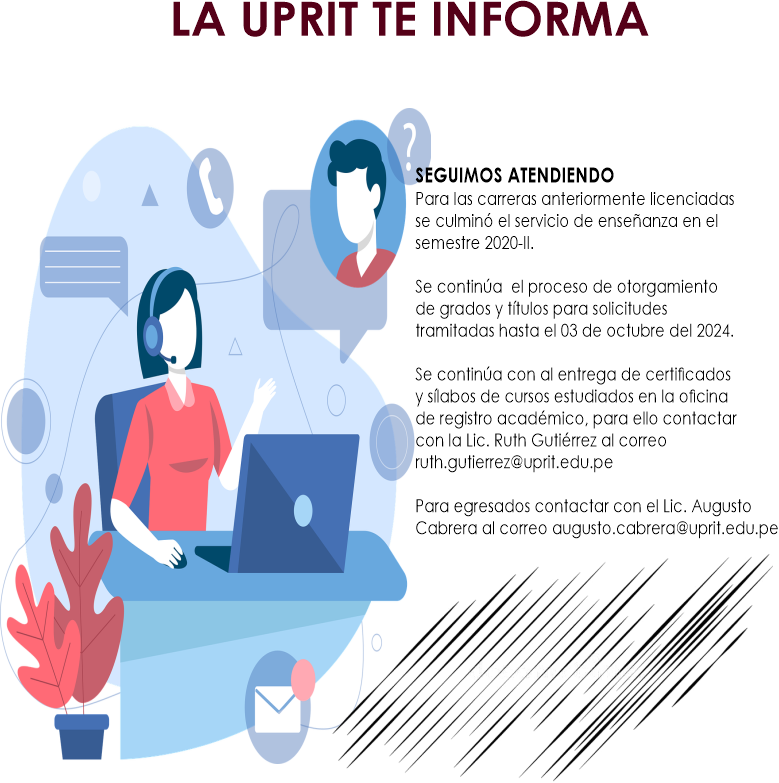 LA UPRIT TE INFORMA
?
SEGUIMOS ATENDIENDO
Para las carreras anteriormente licenciadas
se culminó el servicio de enseñanza en el
semestre 2020-II.
Se continúa el proceso de otorgamiento
de grados y títulos para solicitudes
tramitadas hasta el 03 de octubre del 2024.
Se continúa con al entrega de certificados
y sílabos de cursos estudiados en la oficina
de registro académico, para ello contactar
con la Lic. Ruth Gutiérrez al correo
ruth.gutierrez@uprit.edu.pe
Para egresados contactar con el Lic. Augusto
Cabrera al correo augusto.cabrera@uprit.edu.pe